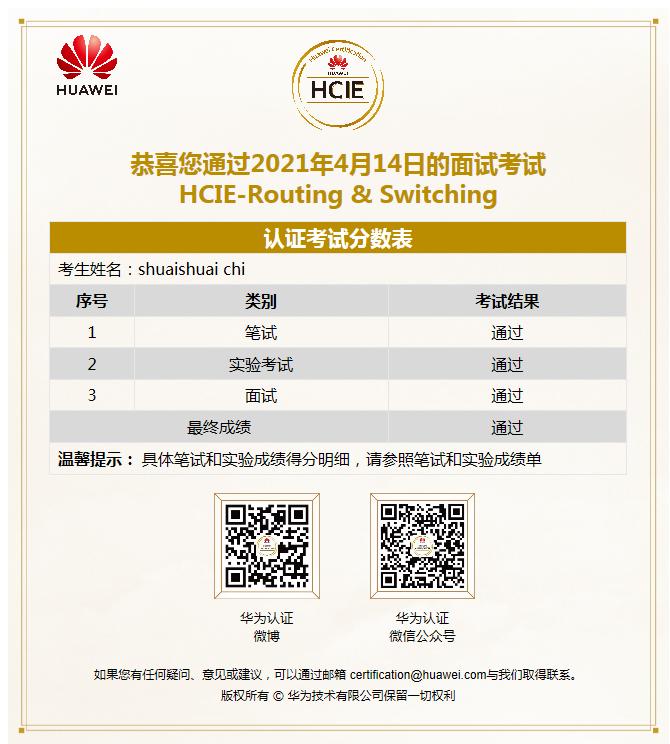 HUAWEI
Huawei Certification
HUAWEI
HCIE
恭喜您通过2021年4月14日的面试考试
HCIE-Routing & Switching
认证考试分数表
考生姓名：shuaishuai chi
序号 类别 考试结果
1 笔试 通过
2 实验考试 通过
3 面试 通过
最终成绩 通过
温馨提示： 具体笔试和实验成绩得分明细，请参照笔试和实验成绩单
华为认证 华为认证
微博 微信公众号
如果您有任何疑问、意见或建议，可以通过邮箱 certification@huawei.com与我们取得联系。
版权所有 © 华为技术有限公司保留一切权利